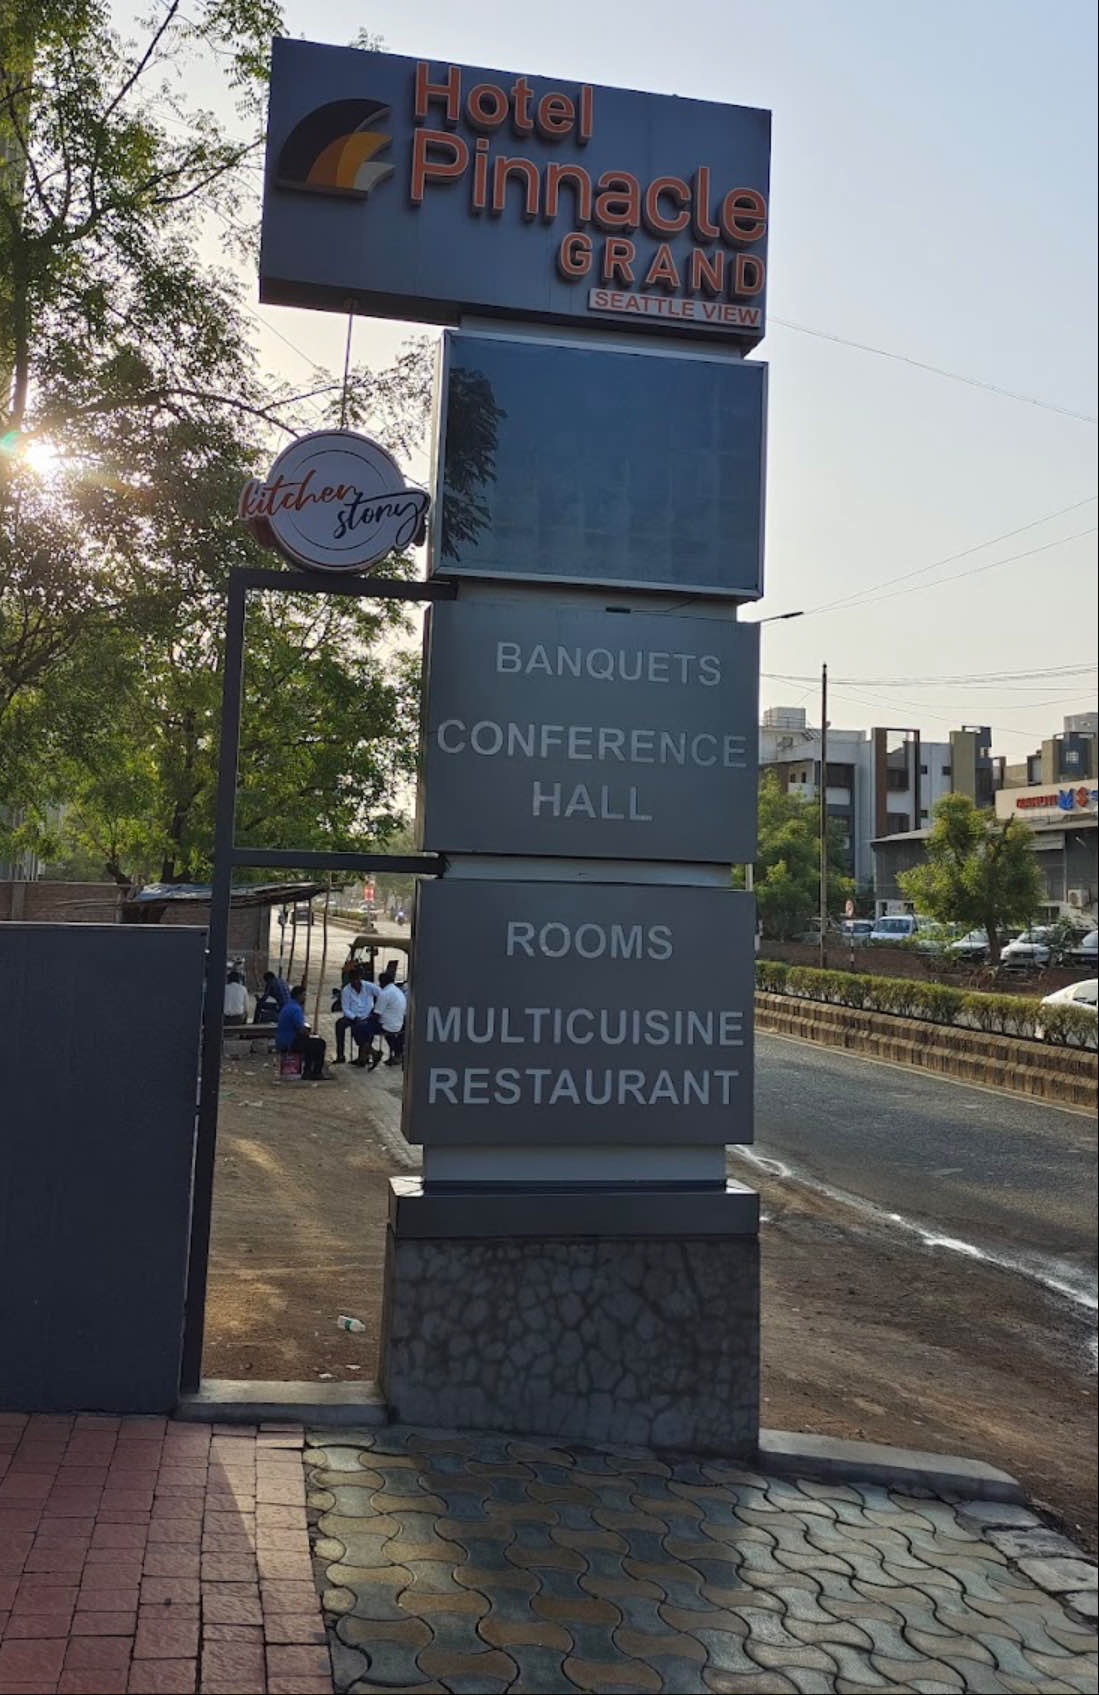 Hotel
Pinnacle
GRAND
SEATTLE VIEW
kitchen
story
BANQUETS
CONFERENCE
HALL
ROOMS
MULTICUISINE
RESTAURANT